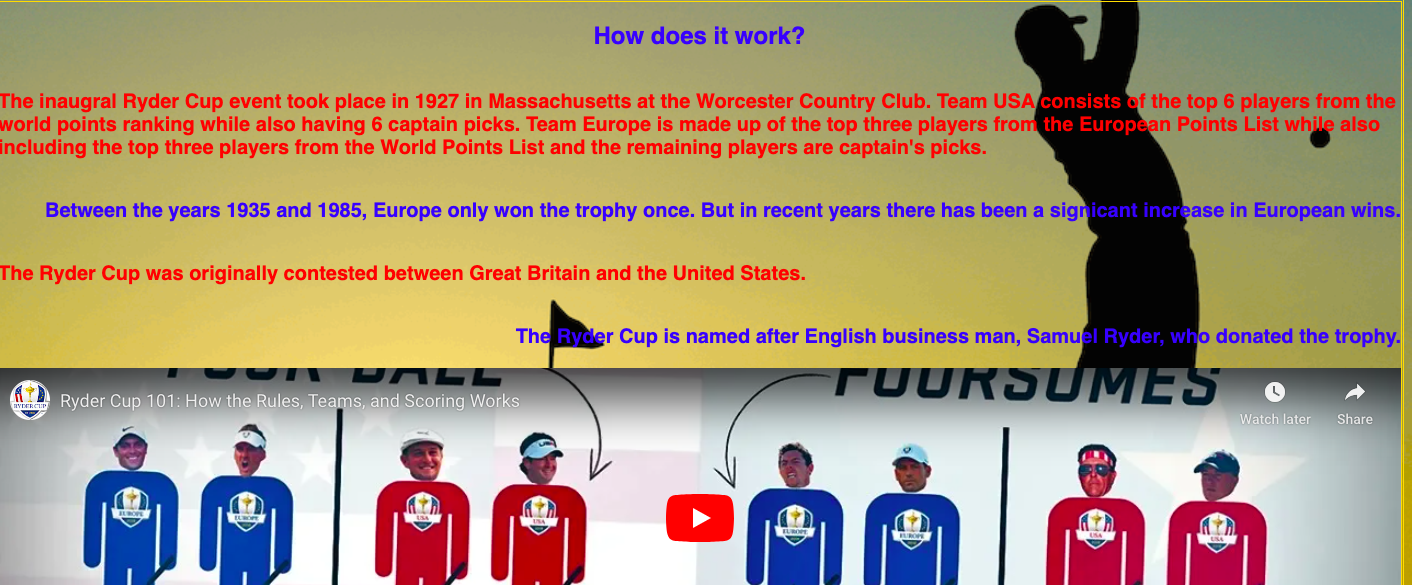 How does it work?
The inaugral Ryder Cup event took place in 1927 in Massachusetts at the Worcester Country Club. Team USA consists of the top 6 players from the
world points ranking while also having 6 captain picks. Team Europe is made up of the top three players from the European Points List while also
including the top three players from the World Points List and the remaining players are captain's picks.
Between the years 1935 and 1985, Europe only won the trophy once. But in recent years there has been a signicant increase in European wins.
The Ryder Cup was originally contested between Great Britain and the United States.
The Ryder Cup is named after English business man, Samuel Ryder, who donated the trophy.
FOUR BALL
FOURSOMES
RYDER CUP
Ryder Cup 101: How the Rules, Teams, and Scoring Works
Watch later
Share
EUROPE
EUROPE
USA
USA
EUROPE
EUROPE
USA
USA